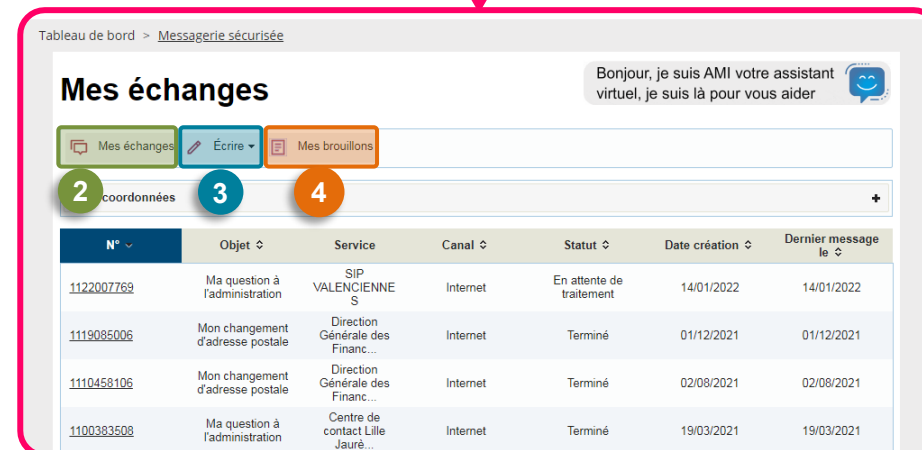 Tableau de bord > Messagerie sécurisée
Mes échanges
Bonjour, je suis AMI votre assistant
virtuel, je suis là pour vous aider
Mes échanges Écrire Mes brouillons
2 3 4
coordonnées +
N° Objet Service Canal Statut Date création Dernier message
le
1122007769 Ma question à l'administration SIP VALENCIENNE S Internet En attente de traitement 14/01/2022 14/01/2022
1119085006 Mon changement d'adresse postale Direction Générale des Financ... Internet Terminé 01/12/2021 01/12/2021
1110458106 Mon changement d'adresse postale Direction Générale des Financ... Internet Terminé 02/08/2021 02/08/2021
1100383508 Ma question à l'administration Centre de contact Lille Jaurè... Internet Terminé 19/03/2021 19/03/2021